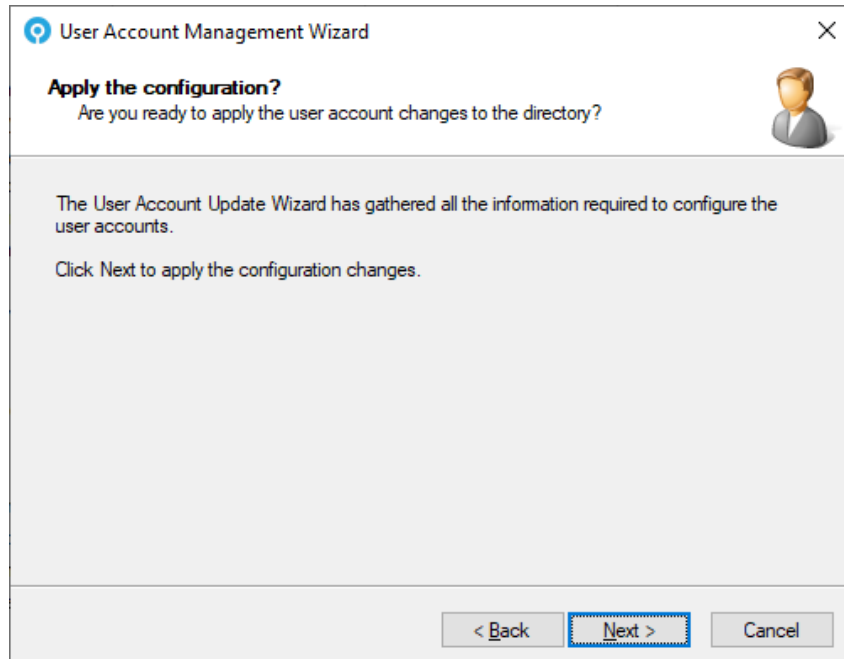 User Account Management Wizard
Apply the configuration?
Are you ready to apply the user account changes to the directory?
The User Account Update Wizard has gathered all the information required to configure the
user accounts.
Click Next to apply the configuration changes.
< Back
Next >
Cancel